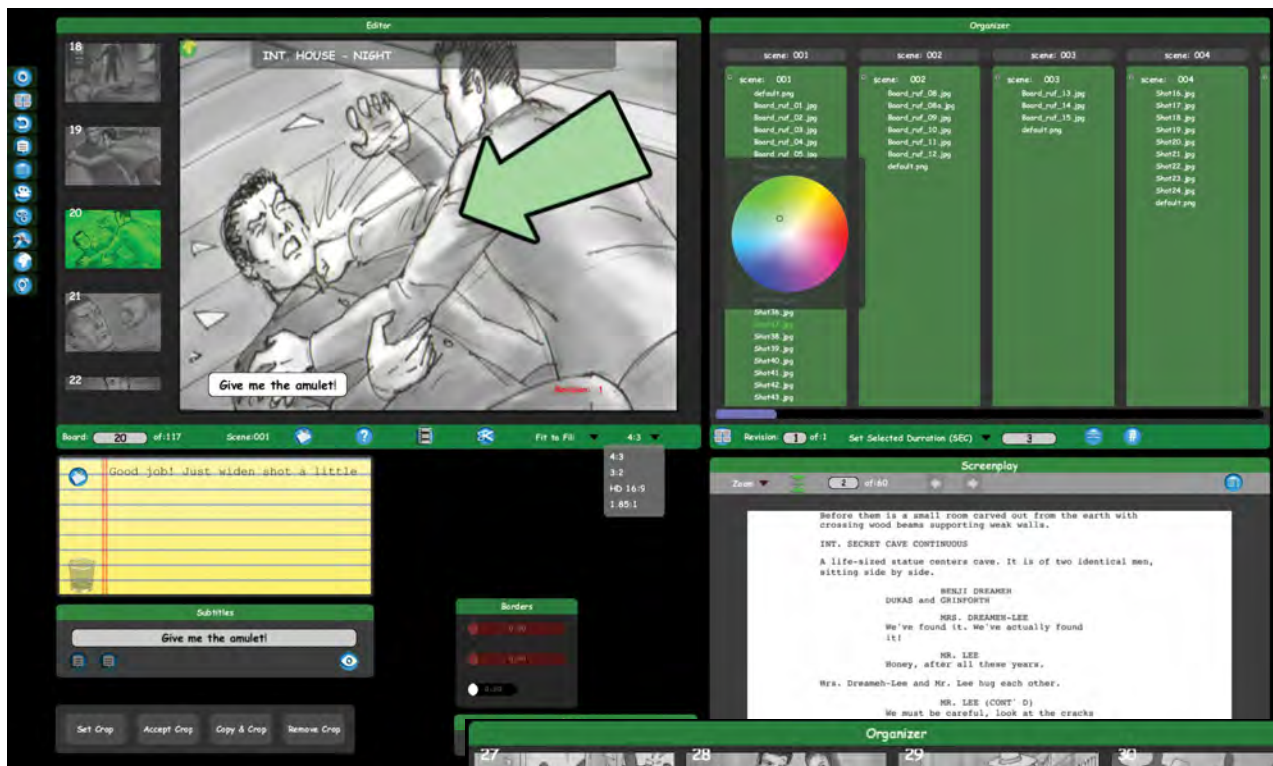 Editor
18
19
20
21
22
INT. HOUSE - NIGHT
Give me the amulet!
Revision: 1
Board: 20 of:117 Scene:001 Fit to Fill 4:3
4:3
3:2
HD 16:9
1.85:1
Good job! Just widen shot a little
Subtitles
Give me the amulet!
Set Crop Accept Crop Copy & Crop Remove Crop
Borders
0.00
0.00
0.00
Organizer
scene: 001
scene: 001
default.png
Board_ruf_01.jpg
Board_ruf_02.jpg
Board_ruf_03.jpg
Board_ruf_04.jpg
Board_ruf_05.jpg
Shot36.jpg
Shot37.jpg
Shot38.jpg
Shot39.jpg
Shot40.jpg
Shot41.jpg
Shot42.jpg
Shot43.jpg
scene: 002
scene: 002
Board_ruf_08.jpg
Board_ruf_08a.jpg
Board_ruf_09.jpg
Board_ruf_10.jpg
Board_ruf_11.jpg
Board_ruf_12.jpg
default.png
scene: 003
scene: 003
Board_ruf_13.jpg
Board_ruf_14.jpg
Board_ruf_15.jpg
default.png
scene: 004
scene: 004
Shot16.jpg
Shot17.jpg
Shot18.jpg
Shot19.jpg
Shot20.jpg
Shot21.jpg
Shot22.jpg
Shot23.jpg
Shot24.jpg
default.png
Revision: 1 of:1 Set Selected Durration (SEC) 3 #
Screenplay
Zoom 2 of:60
Before them is a small room carved out from the earth with
crossing wood beams supporting weak walls.
INT. SECRET CAVE CONTINUOUS
A life-sized statue centers cave. It is of two identical men,
sitting side by side.
BENJI DREAMEH
DUKAS and GRINFORTH
MRS. DREAMEH-LEE
We've found it. We've actually found
it!
MR. LEE
Honey, after all these years.
Mrs. Dreameh-Lee and Mr. Lee hug each other.
MR. LEE (CONT' D)
We must be careful, look at the cracks
Organizer
27 28 29 30